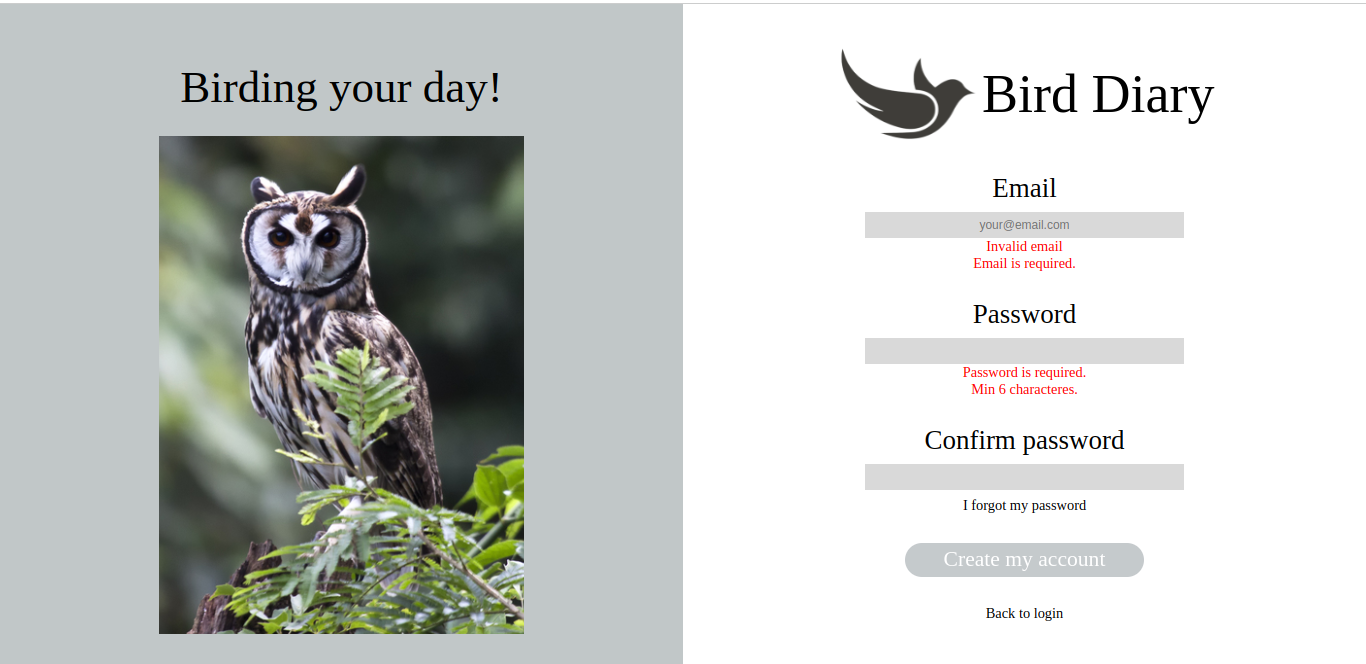 Birding your day!
Bird Diary
Email
your@email.com
Invalid email
Email is required.
Password
Password is required.
Min 6 characteres.
Confirm password
I forgot my password
Create my account
Back to login